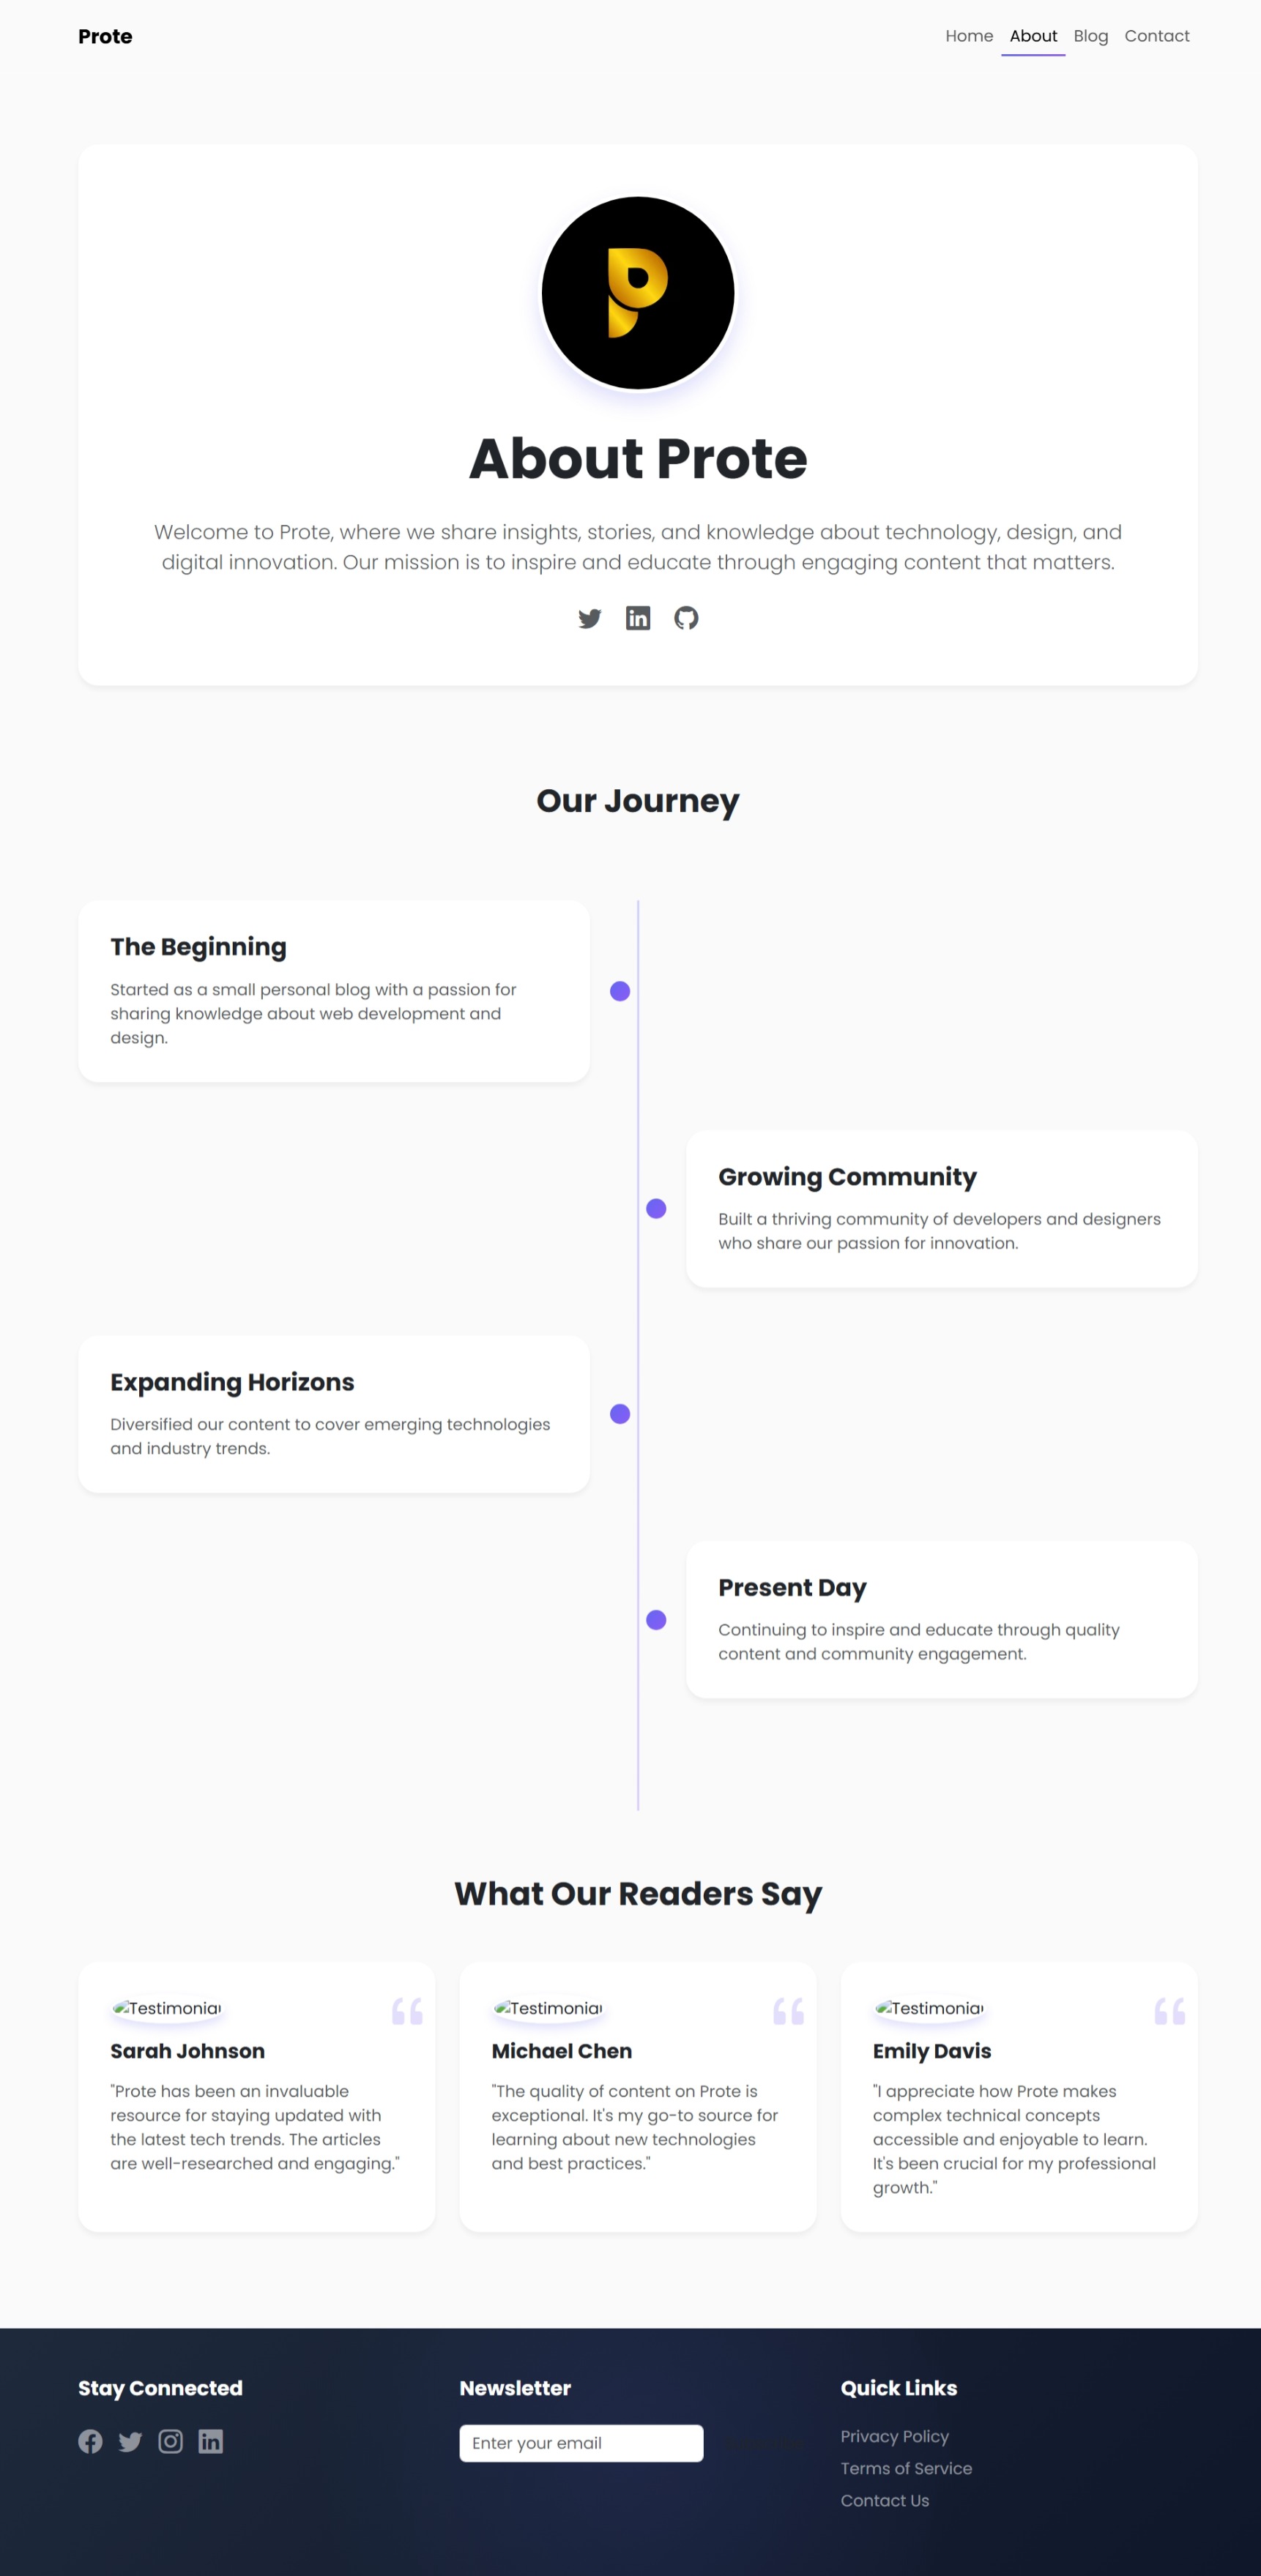 Prote
Home About Blog Contact
About Prote
Welcome to Prote, where we share insights, stories, and knowledge about technology, design, and
digital innovation. Our mission is to inspire and educate through engaging content that matters.
Our Journey
The Beginning
Started as a small personal blog with a passion for
sharing knowledge about web development and
design.
Growing Community
Built a thriving community of developers and designers
who share our passion for innovation.
Expanding Horizons
Diversified our content to cover emerging technologies
and industry trends.
Present Day
Continuing to inspire and educate through quality
content and community engagement.
What Our Readers Say
Testimonial
Sarah Johnson
"Prote has been an invaluable
resource for staying updated with
the latest tech trends. The articles
are well-researched and engaging."
Testimonial
Michael Chen
"The quality of content on Prote is
exceptional. It's my go-to source for
learning about new technologies
and best practices."
Testimonial
Emily Davis
"I appreciate how Prote makes
complex technical concepts
accessible and enjoyable to learn.
It's been crucial for my professional
growth."
Stay Connected
Newsletter
Enter your email
Quick Links
Privacy Policy
Terms of Service
Contact Us